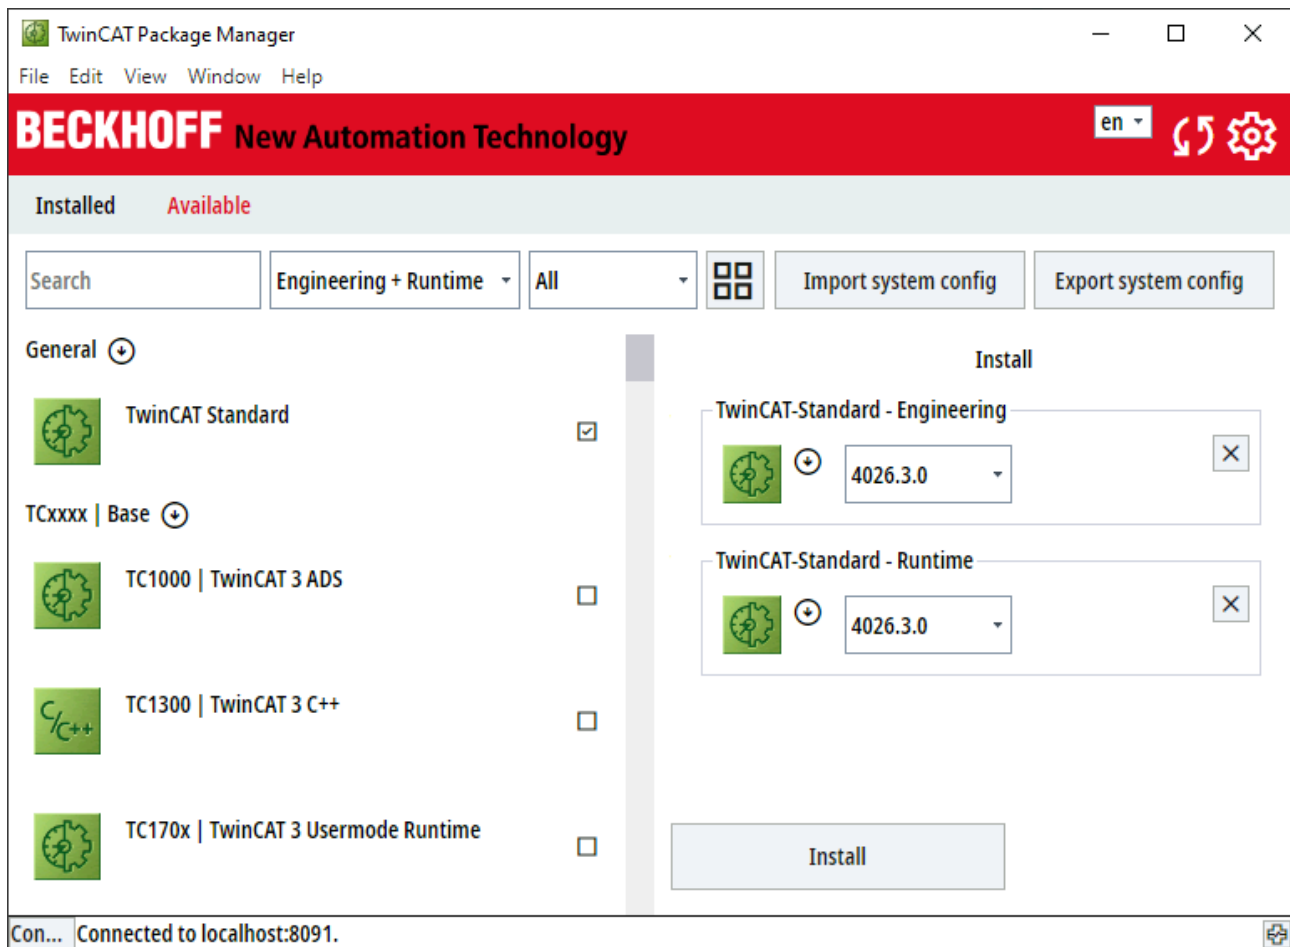 TwinCAT Package Manager
File Edit View Window Help
BECKHOFF New Automation Technology
en
Installed Available
Search Engineering + Runtime All Import system config Export system config
General
Install
TwinCAT Standard
TwinCAT-Standard - Engineering
4026.3.0
TCxxxx | Base
TwinCAT-Standard - Runtime
TC1000 | TwinCAT 3 ADS
4026.3.0
C/C++
TC1300 | TwinCAT 3 C++
TC170x | TwinCAT 3 Usermode Runtime
Install
Con... Connected to localhost:8091.